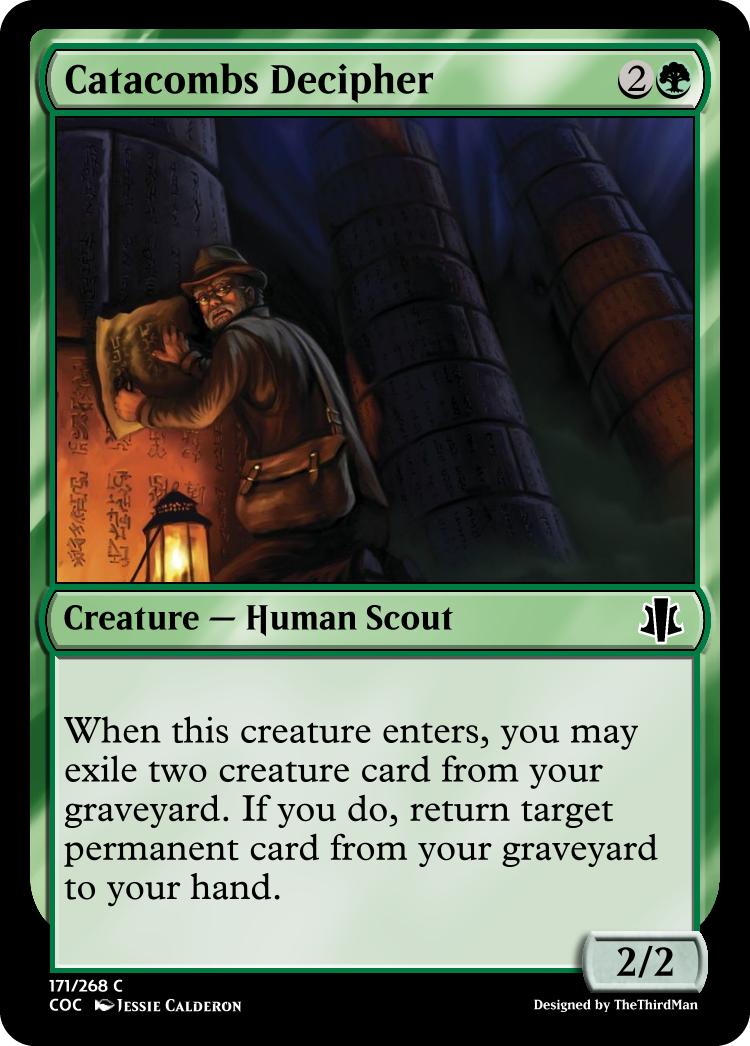 Catacombs Decipher 2
Creature — Human Scout
When this creature enters, you may
exile two creature card from your
graveyard. If you do, return target
permanent card from your graveyard
to your hand.
2/2
171/268 C
COC Jessie Calderon
Designed by TheThirdMan